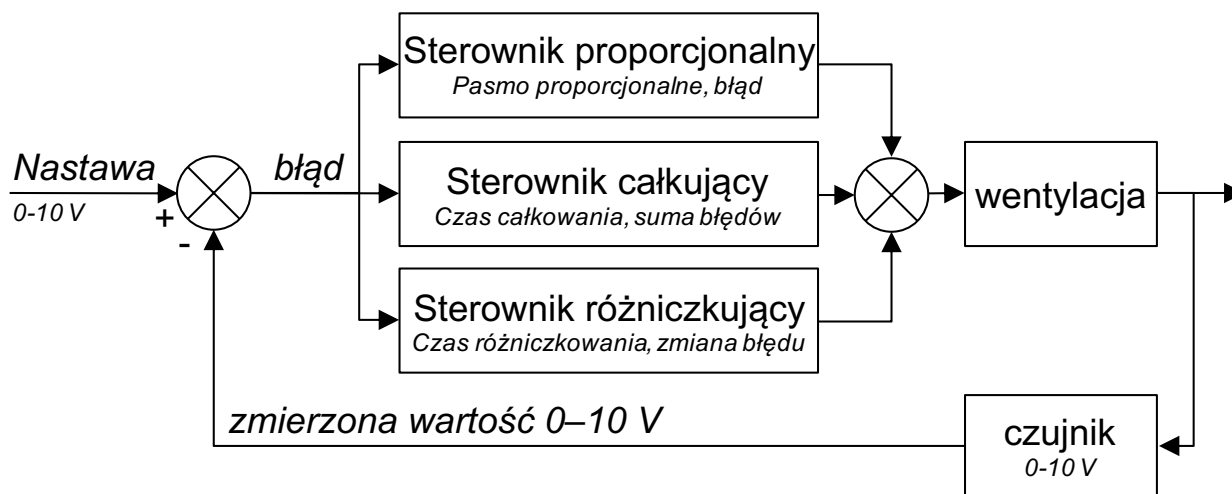 Sterownik proporcjonalny
Pasmo proporcjonalne, błąd
Nastawa
0-10 V
+
-
błąd
Sterownik całkujący
Czas całkowania, suma błędów
wentylacja
Sterownik różniczkujący
Czas różniczkowania, zmiana błędu
zmierzona wartość 0–10 V
czujnik
0-10 V